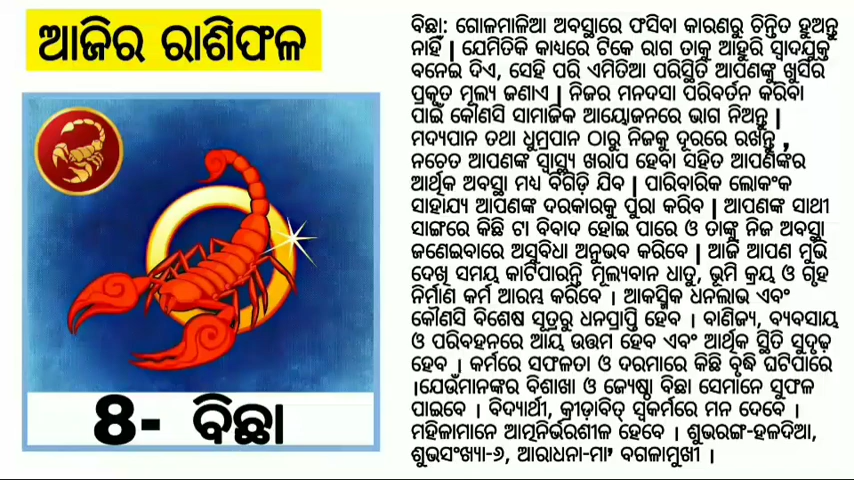 ଆଜିର ରାଶିଫଳ
8- ବିଛା
ବିଛା: ଗୋଳମାଳିଆ ଅବସ୍ଥାରେ ଫସିବା କାରଣରୁ ଚିନ୍ତିତ ହୁଅନ୍ତୁ
ନାହିଁ | ଯେମିତିକି କାଧ୍ୟରେ ଟିକେ ରାଗ ତାକୁ ଆହୁରି ସ୍ୱାଦଯୁକ୍ତ
ବନେଇ ଦିଏ, ସେହି ପରି ଏମିତିଆ ପରିସ୍ଥିତି ଆପଣଙ୍କୁ ଖୁସିର
ପ୍ରକୃତ ମୂଲ୍ୟ ଜଣାଏ | ନିଜର ମନଦସା ପରିବର୍ତନ କରିବା
ପାଇଁ କୌଣସି ସାମାଜିକ ଆୟୋଜନରେ ଭାଗ ନିଅନ୍ତୁ |
ମଦ୍ୟପାନ ତଥା ଧୁମ୍ରପାନ ଠାରୁ ନିଜକୁ ଦୂରରେ ରଖନ୍ତୁ ,
ନଚେତ ଆପଣଙ୍କ ସ୍ୱାସ୍ଥ୍ୟ ଖରାପ ହେବା ସହିତ ଆପଣଙ୍କର
ଆର୍ଥିକ ଅବସ୍ଥା ମଧ୍ୟ ବିଗିଡ଼ି ଯିବ | ପାରିବାରିକ ଲୋକଂକ
ସାହାଯ୍ୟ ଆପଣଙ୍କ ଦରକାରକୁ ପୁରା କରିବ | ଆପଣଙ୍କ ସାଥୀ
ସାଙ୍ଗରେ କିଛି ଟା ବିବାଦ ହୋଇ ପାରେ ଓ ତାଙ୍କୁ ନିଜ ଅବସ୍ଥା
ଜଣେଇବାରେ ଅସୁବିଧା ଅନୁଭବ କରିବେ | ଆଜି ଆପଣ ମୁଭି
ଦେଖି ସମୟ କାଟିପାରନ୍ତି ମୂଲ୍ୟବାନ ଧାତୁ, ଭୂମି କ୍ରୟ ଓ ଗୃହ
ନିର୍ମାଣ କର୍ମ ଆରମ୍ଭ କରିବେ । ଆକସ୍ମିକ ଧନଲାଭ ଏବଂ
କୌଣସି ବିଶେଷ ସୂତ୍ରରୁ ଧନପ୍ରାପ୍ତି ହେବ । ବାଣିଜ୍ୟ, ବ୍ୟବସାୟ
ଓ ପରିବହନରେ ଆୟ ଉତ୍ତମ ହେବ ଏବଂ ଆର୍ଥିକ ସ୍ଥିତି ସୁଦୃଢ଼
ହେବ । କର୍ମରେ ସଫଳତା ଓ ଦରମାରେ କିଛି ବୃଦ୍ଧି ଘଟିପାରେ
।ଯେଉଁମାନଙ୍କର ବିଶାଖା ଓ ଜ୍ୟେଷ୍ଠା ବିଛା ସେମାନେ ସୁଫଳ
ପାଇବେ । ବିଦ୍ୟାର୍ଥୀ, କ୍ରୀଡ଼ାବିତ୍ ସ୍ୱକର୍ମରେ ମନ ଦେବେ ।
ମହିଳାମାନେ ଆତ୍ମନିର୍ଭରଶୀଳ ହେବେ । ଶୁଭରଙ୍ଗ-ହଳଦିଆ,
ଶୁଭସଂଖ୍ୟା-୬, ଆରାଧନା-ମା' ବଗଳାମୁଖୀ ।